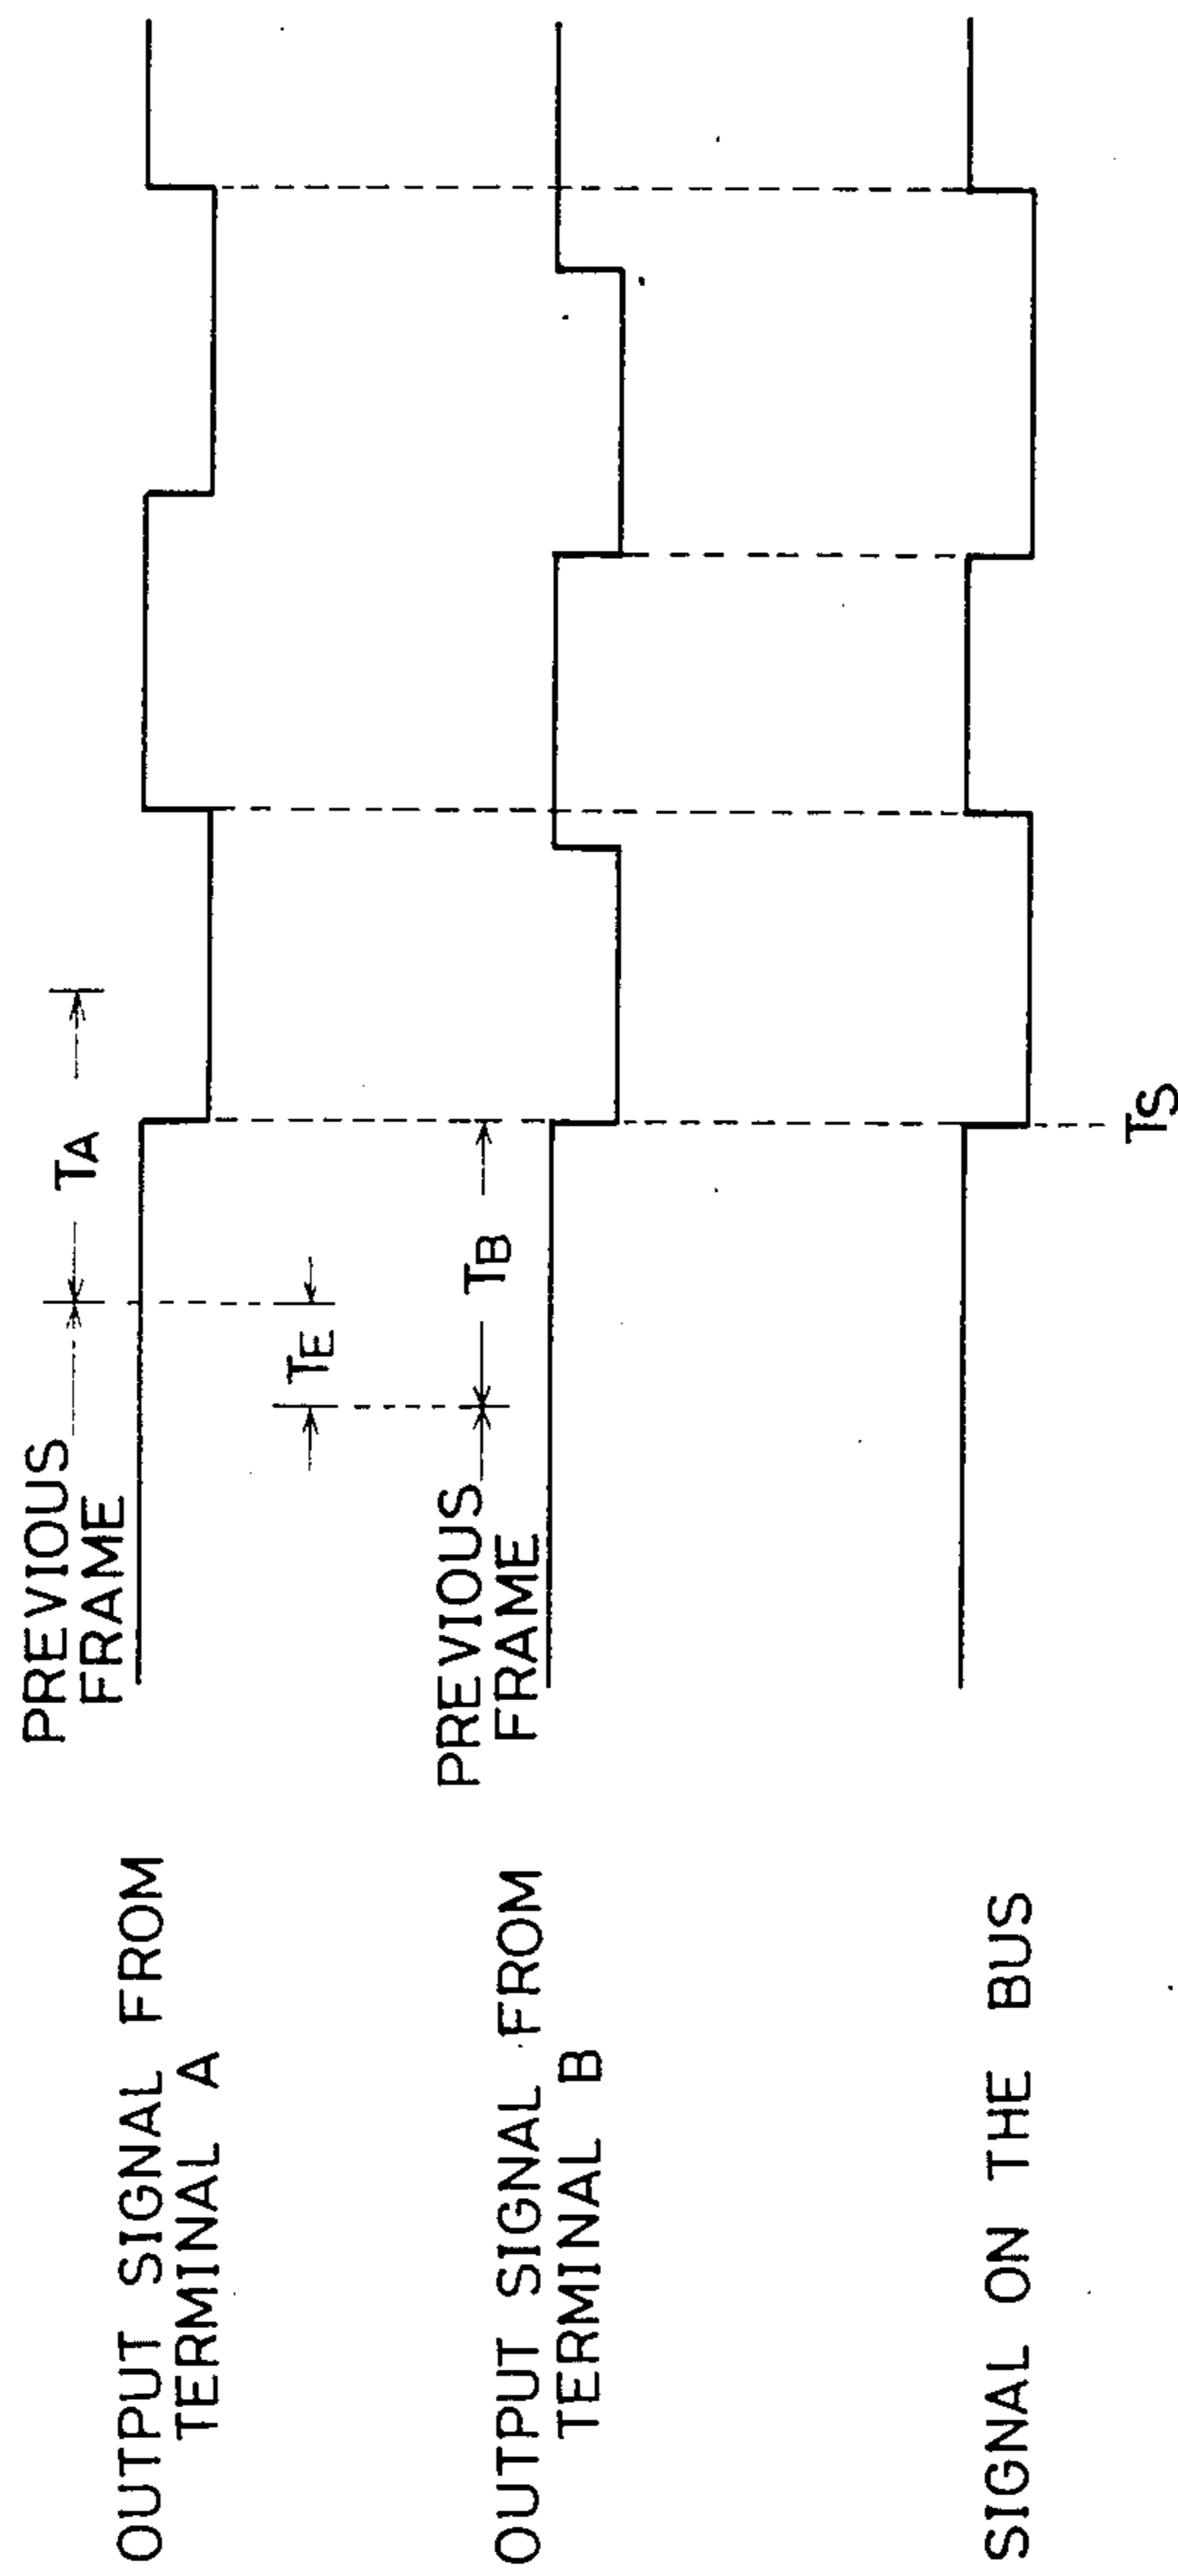 PREVIOUS
FRAME
TA
TE
PREVIOUS
FRAME
TB
OUTPUT SIGNAL FROM
TERMINAL A
OUTPUT SIGNAL FROM
TERMINAL B
SIGNAL ON THE BUS
TS